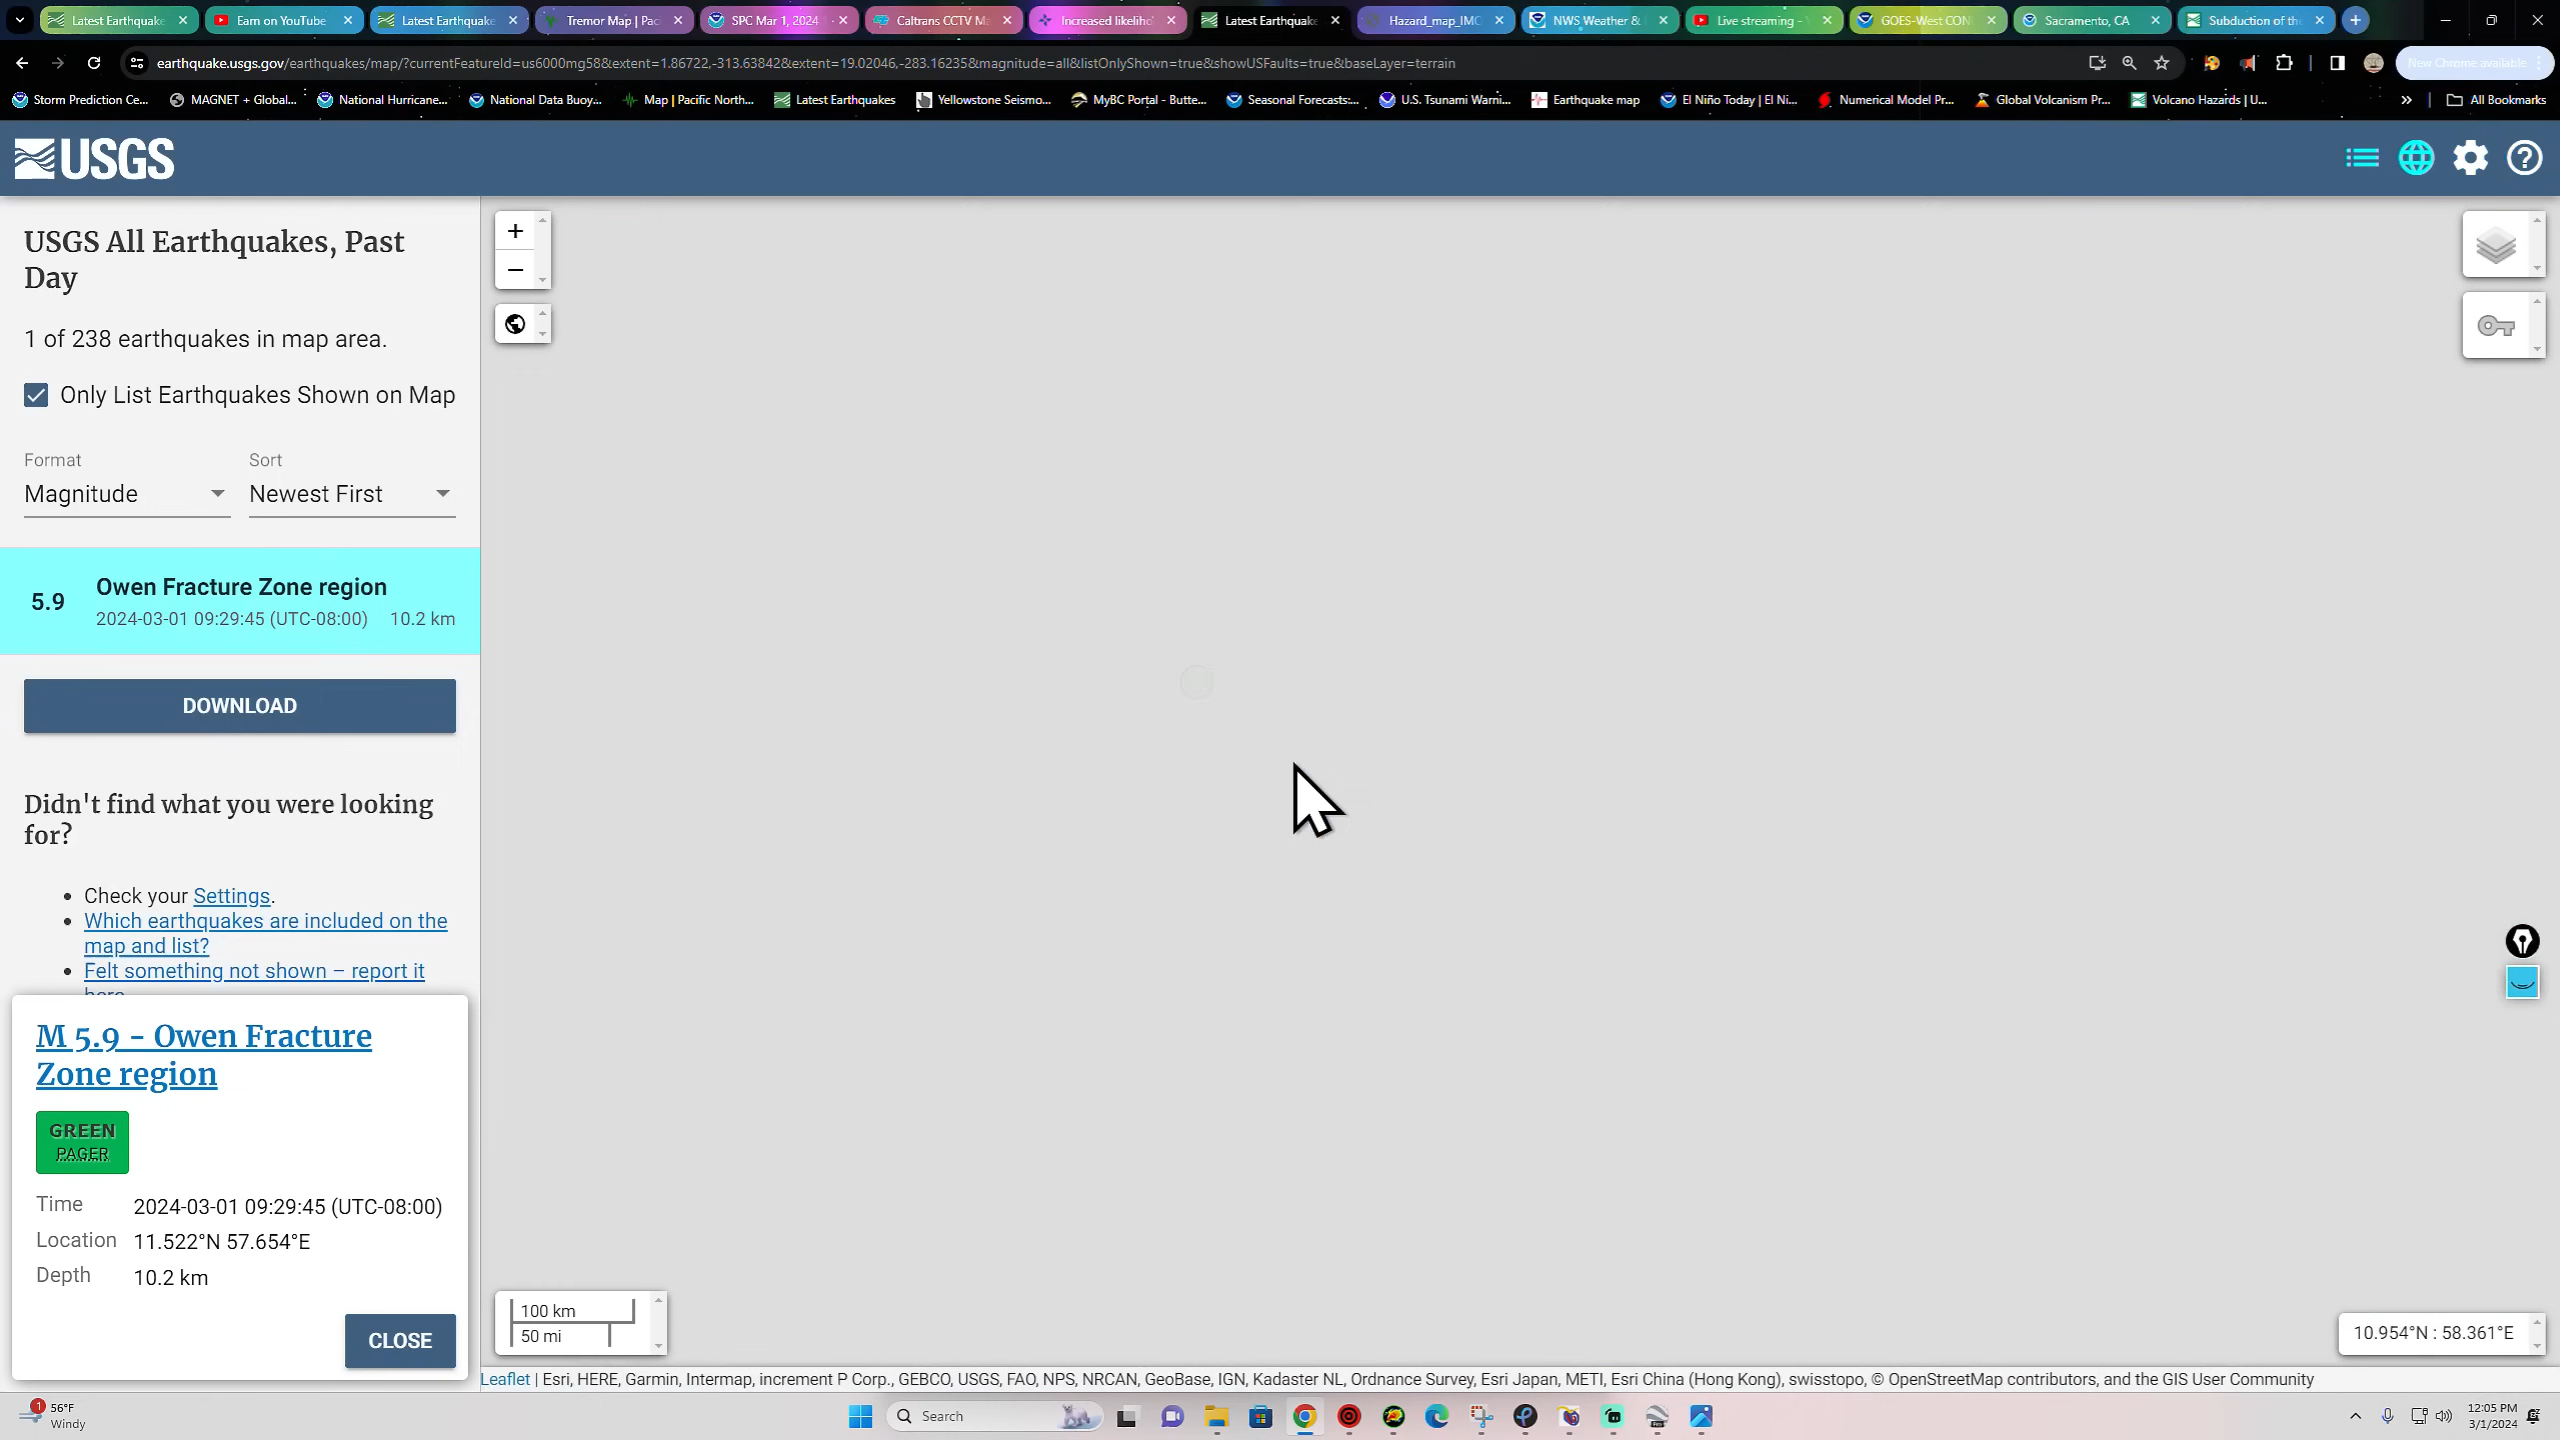 Latest Earthquake
Earn on YouTube
Latest Earthquake
Tremor Map | Pac
SPC Mar 1, 2024
Caltrans CCTV Ma
Increased likeliho
Latest Earthquake
Hazard_map_IMO
NWS Weather &
Live streaming -
GOES-West CON
Sacramento, CA
Subduction of the
earthquake.usgs.gov/earthquakes/map/?currentFeatureId=us6000mg58&extent=1.86722,-313.63842&extent=19.02046,-283.16235&magnitude=all&listOnlyShown=true&showUSFaults=true&baseLayer=terrain
New Chrome available
Storm Prediction Ce...
MAGNET + Global...
National Hurricane...
National Data Buoy...
Map | Pacific North...
Latest Earthquakes
Yellowstone Seismo...
MyBC Portal - Butte...
Seasonal Forecasts:...
U.S. Tsunami Warni...
Earthquake map
El Niño Today | El Ni...
Numerical Model Pr...
Global Volcanism Pr...
Volcano Hazards | U...
All Bookmarks
USGS
USGS All Earthquakes, Past
Day
1 of 238 earthquakes in map area.
Only List Earthquakes Shown on Map
Format
Sort
Magnitude
Newest First
5.9
Owen Fracture Zone region
2024-03-01 09:29:45 (UTC-08:00) 10.2 km
DOWNLOAD
Didn't find what you were looking
for?
Check your Settings.
Which earthquakes are included on the
map and list?
Felt something not shown – report it
here
M 5.9 - Owen Fracture
Zone region
GREEN
PAGER
Time 2024-03-01 09:29:45 (UTC-08:00)
Location 11.522°N 57.654°E
Depth 10.2 km
CLOSE
100 km
50 mi
10.954°N : 58.361°E
Leaflet | Esri, HERE, Garmin, Intermap, increment P Corp., GEBCO, USGS, FAO, NPS, NRCAN, GeoBase, IGN, Kadaster NL, Ordnance Survey, Esri Japan, METI, Esri China (Hong Kong), swisstopo, © OpenStreetMap contributors, and the GIS User Community
1
56°F
Windy
Search
12:05 PM
3/1/2024